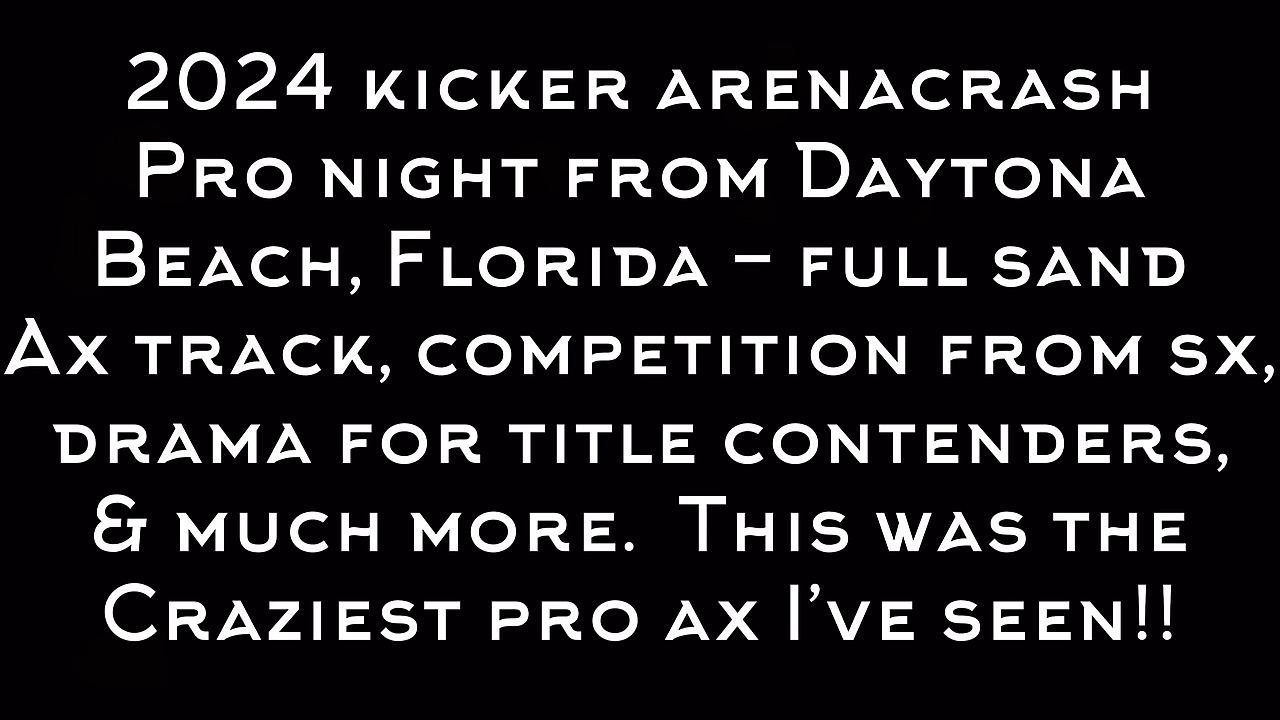 2024 kicker arenacrash
Pro night from Daytona
Beach, Florida – full sand
Ax track, competition from sx,
drama for title contenders,
& much more. This was the
Craziest pro ax I've seen!!